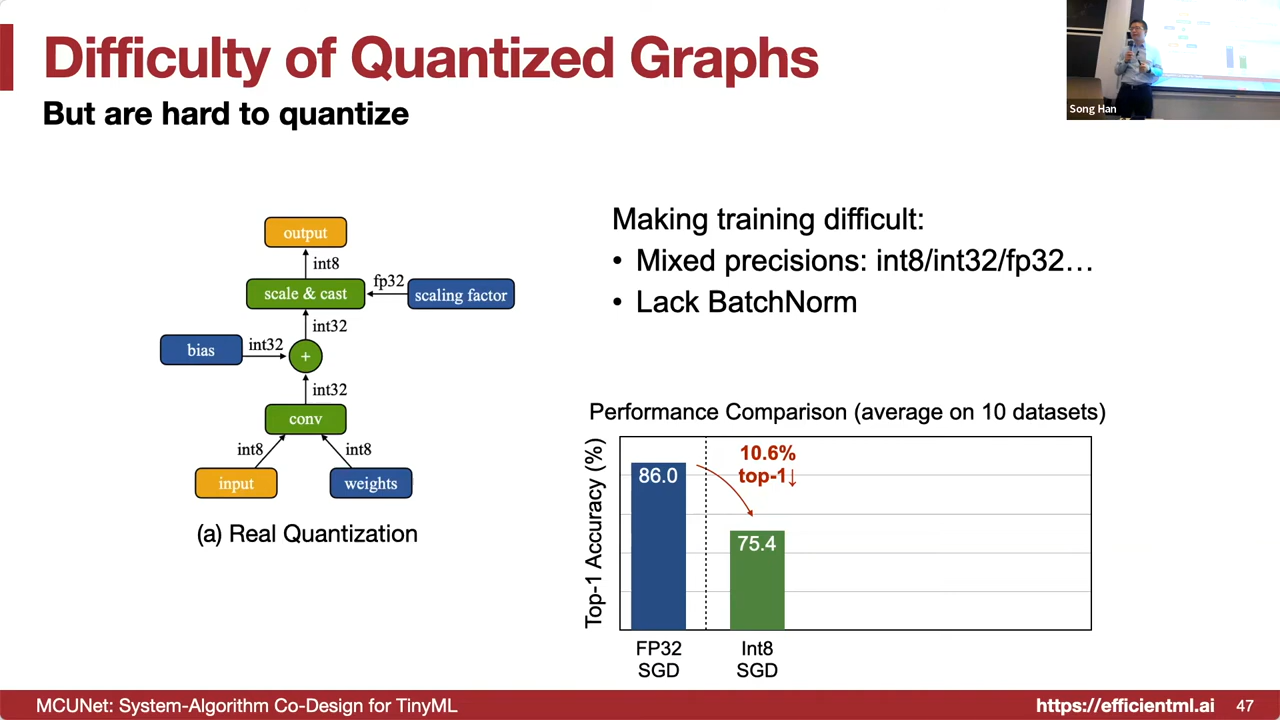 Difficulty of Quantized Graphs
But are hard to quantize
Song Han
output
int8
scale & cast
fp32
scaling factor
int32
bias
int32
+
int32
conv
int8
int8
input
weights
(a) Real Quantization
Making training difficult:
• Mixed precisions: int8/int32/fp32…
• Lack BatchNorm
Performance Comparison (average on 10 datasets)
Top-1 Accuracy (%)
86.0
10.6%
top-1↓
75.4
FP32
SGD
Int8
SGD
MCUNet: System-Algorithm Co-Design for TinyML
https://efficientml.ai
47